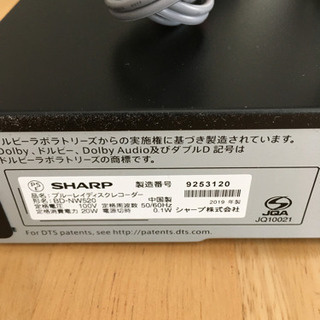 ドルビーラボラトリーズからの実施権に基づき製造されています。
Dolby、ドルビー、Dolby Audio及びダブルD 記号は
ドルビーラボラトリーズの商標です。
PS E SHARP 製造番号 9253120
品名:ブルーレイディスクレコーダー
形名:BD-NW520 中国製 2019 年製
定格電圧 100V 定格周波数 50/60Hz
定格消費電力 20W 電源切時 0.1W シャープ株式会社
JQA
JQ10021
For DTS patents, see http://patents.dts.com.